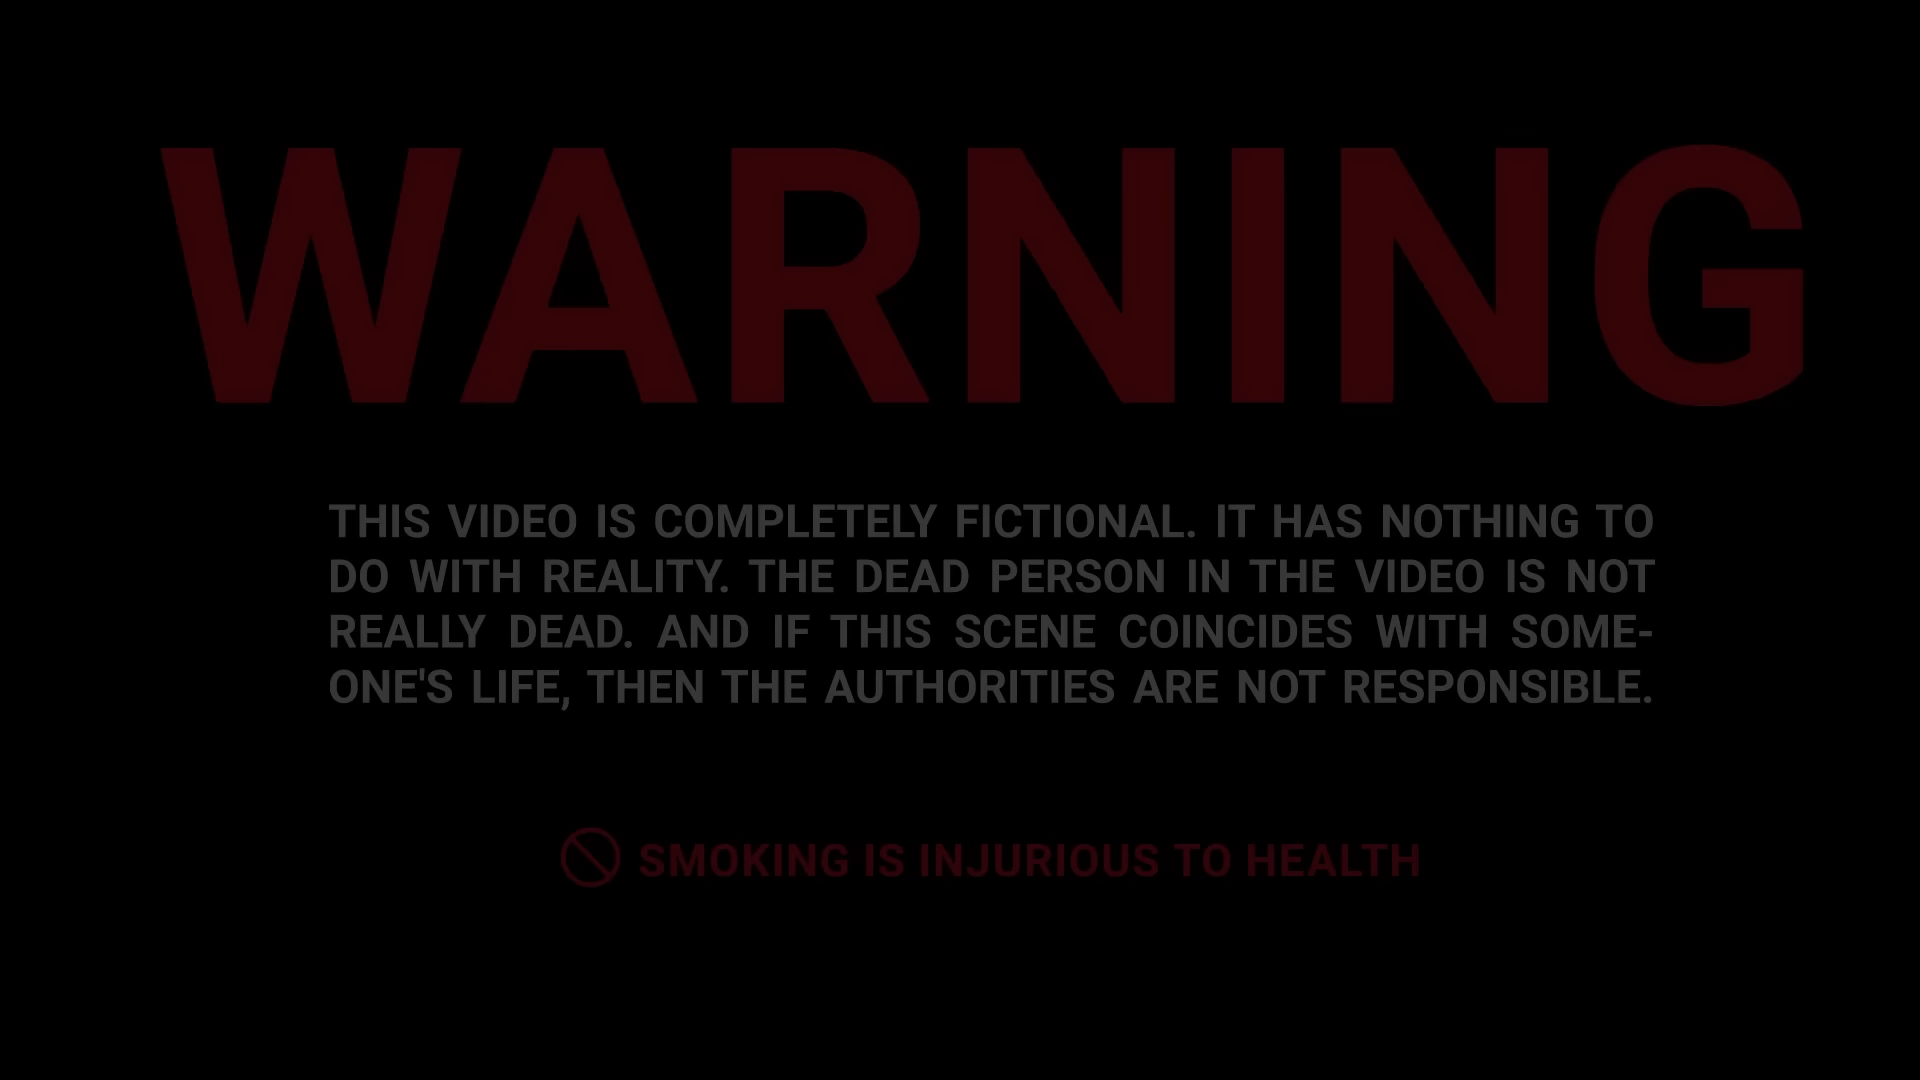 WARNING
THIS VIDEO IS COMPLETELY FICTIONAL. IT HAS NOTHING TO
DO WITH REALITY. THE DEAD PERSON IN THE VIDEO IS NOT
REALLY DEAD. AND IF THIS SCENE COINCIDES WITH SOME-
ONE'S LIFE, THEN THE AUTHORITIES ARE NOT RESPONSIBLE.
SMOKING IS INJURIOUS TO HEALTH